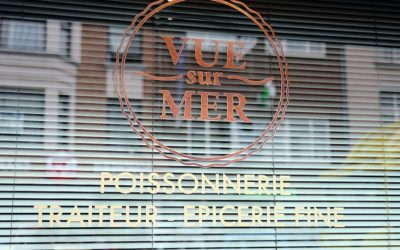 VUE
sur
MER
POISSONNERIE
TRAITEUR - EPICERIE FINE